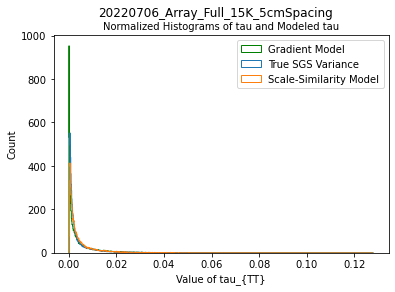 20220706_Array_Full_15K_5cmSpacing
Normalized Histograms of tau and Modeled tau
1000
800
600
400
200
0
Count
Gradient Model
True SGS Variance
Scale-Similarity Model
0.00 0.02 0.04 0.06 0.08 0.10 0.12
Value of tau_{TT}